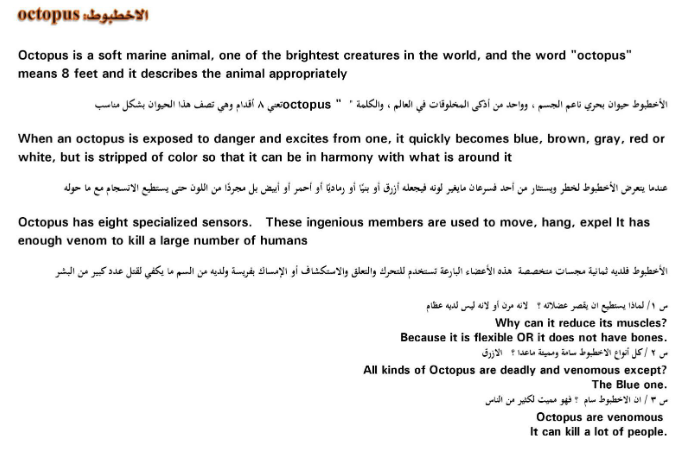 octopus الاخطبوط:
Octopus is a soft marine animal, one of the brightest creatures in the world, and the word "octopus"
means 8 feet and it describes the animal appropriately
الأخطبوط حيوان بحري ناعم الجسم ، وواحد من أذكى المخلوقات في العالم ، والكلمة " " octopusتعني ٨ أقدام وهي تصف هذا الحيوان بشكل مناسب
When an octopus is exposed to danger and excites from one, it quickly becomes blue, brown, gray, red or
white, but is stripped of color so that it can be in harmony with what is around it
عندما يتعرض الأخطبوط لخطر ويستثار من أحد فسرعان مايغير لونه فيجعله أزرق أو بنيًا أو رماديًا أو أحمر أو أبيض بل مجردًا من اللون حتى يستطيع الانسجام مع ما حوله
Octopus has eight specialized sensors. These ingenious members are used to move, hang, expel It has
enough venom to kill a large number of humans
الأخطبوط فلديه ثمانية مجسات متخصصة هذه الأعضاء البارعة تستخدم للتحرك والتعلق والاستكشاف أو الإمساك بفريسة ولديه من السم ما يكفي لقتل عدد كبير من البشر
س ١/ لماذا يستطيع ان يقصر عضلاته ؟ لانه مرن أو لانه ليس لديه عظام
Why can it reduce its muscles?
Because it is flexible OR it does not have bones.
س ٢ / كل أنواع الاخطبوط سامة ومميتة ماعدا ؟ الازرق
All kinds of Octopus are deadly and venomous except?
The Blue one.
س ٣ / ان الاخطبوط سام ؟ فهو مميت لكثير من الناس
Octopus are venomous
It can kill a lot of people.